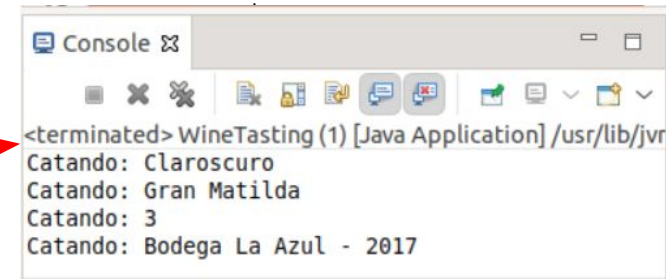 Console
<terminated> WineTasting (1) [Java Application] /usr/lib/jvr
Catando: Claroscuro
Catando: Gran Matilda
Catando: 3
Catando: Bodega La Azul - 2017